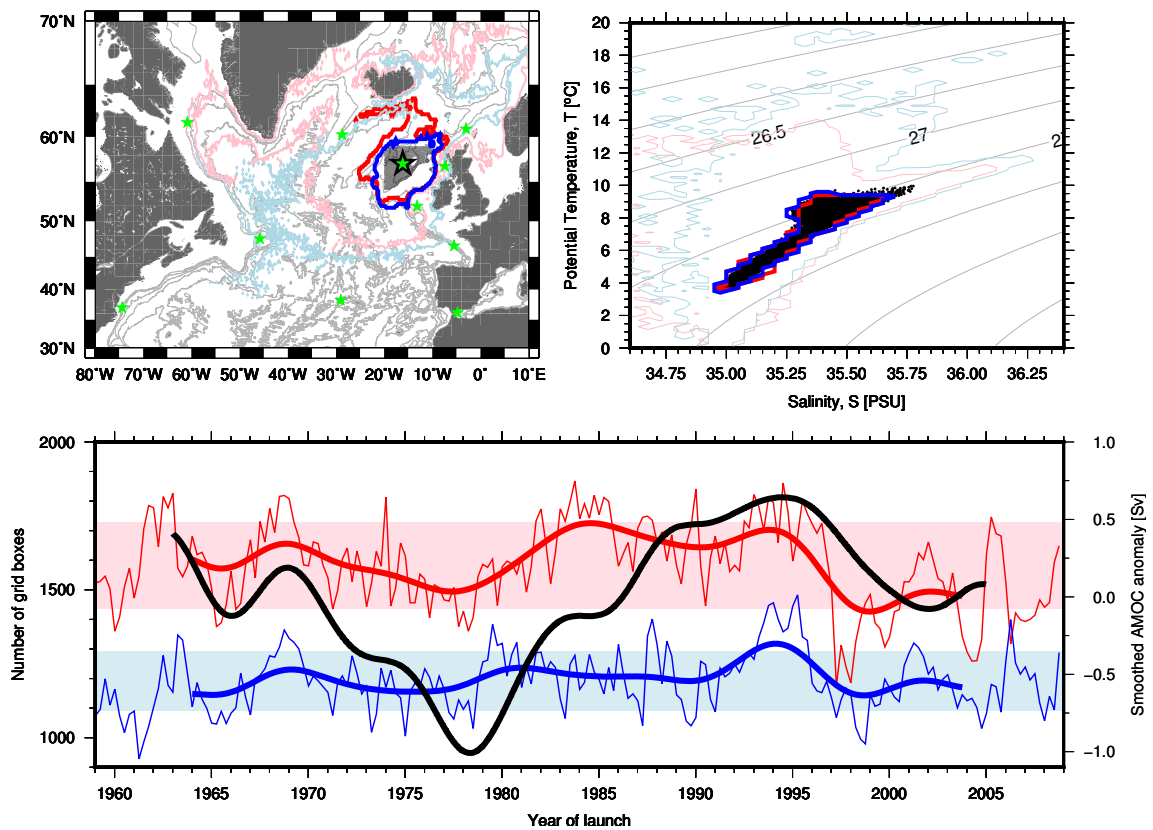 70˚N
60˚N
50˚N
40˚N
30˚N
80˚W 70˚W 60˚W 50˚W 40˚W 30˚W 20˚W 10˚W 0˚ 10˚E
Potential Temperature, T [ºC]
20
18
16
14
12
10
8
6
4
2
0
26.5
27
2
34.75 35.00 35.25 35.50 35.75 36.00 36.25
Salinity, S [PSU]
Number of grid boxes
2000
1500
1000
1.0
0.5
0.0
−0.5
−1.0
Smoothed AMOC anomaly [Sv]
1960 1965 1970 1975 1980 1985 1990 1995 2000 2005
Year of launch